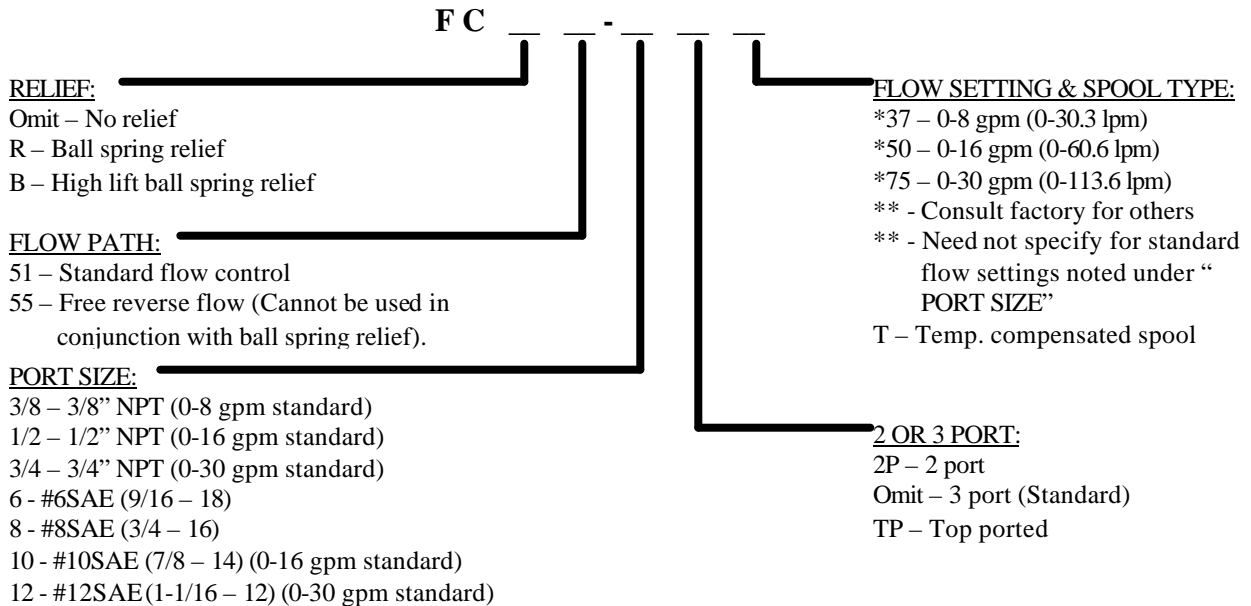 F C __ __ - __ __ __
RELIEF:
Omit – No relief
R – Ball spring relief
B – High lift ball spring relief
FLOW PATH:
51 – Standard flow control
55 – Free reverse flow (Cannot be used in
conjunction with ball spring relief).
PORT SIZE:
3/8 – 3/8” NPT (0-8 gpm standard)
1/2 – 1/2” NPT (0-16 gpm standard)
3/4 – 3/4” NPT (0-30 gpm standard)
6 - #6SAE (9/16 – 18)
8 - #8SAE (3/4 – 16)
10 - #10SAE (7/8 – 14) (0-16 gpm standard)
12 - #12SAE (1-1/16 – 12) (0-30 gpm standard)
FLOW SETTING & SPOOL TYPE:
*37 – 0-8 gpm (0-30.3 lpm)
*50 – 0-16 gpm (0-60.6 lpm)
*75 – 0-30 gpm (0-113.6 lpm)
** - Consult factory for others
** - Need not specify for standard
flow settings noted under “
PORT SIZE”
T – Temp. compensated spool
2 OR 3 PORT:
2P – 2 port
Omit – 3 port (Standard)
TP – Top ported